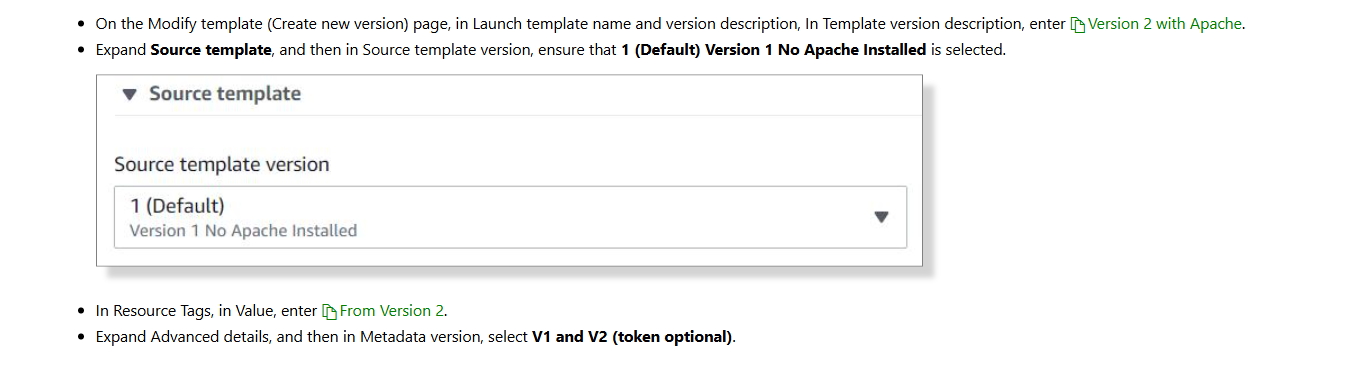 • On the Modify template (Create new version) page, in Launch template name and version description, In Template version description, enter Version 2 with Apache.
• Expand Source template, and then in Source template version, ensure that 1 (Default) Version 1 No Apache Installed is selected.
Source template
Source template version
1 (Default)
Version 1 No Apache Installed
• In Resource Tags, in Value, enter From Version 2.
• Expand Advanced details, and then in Metadata version, select V1 and V2 (token optional).